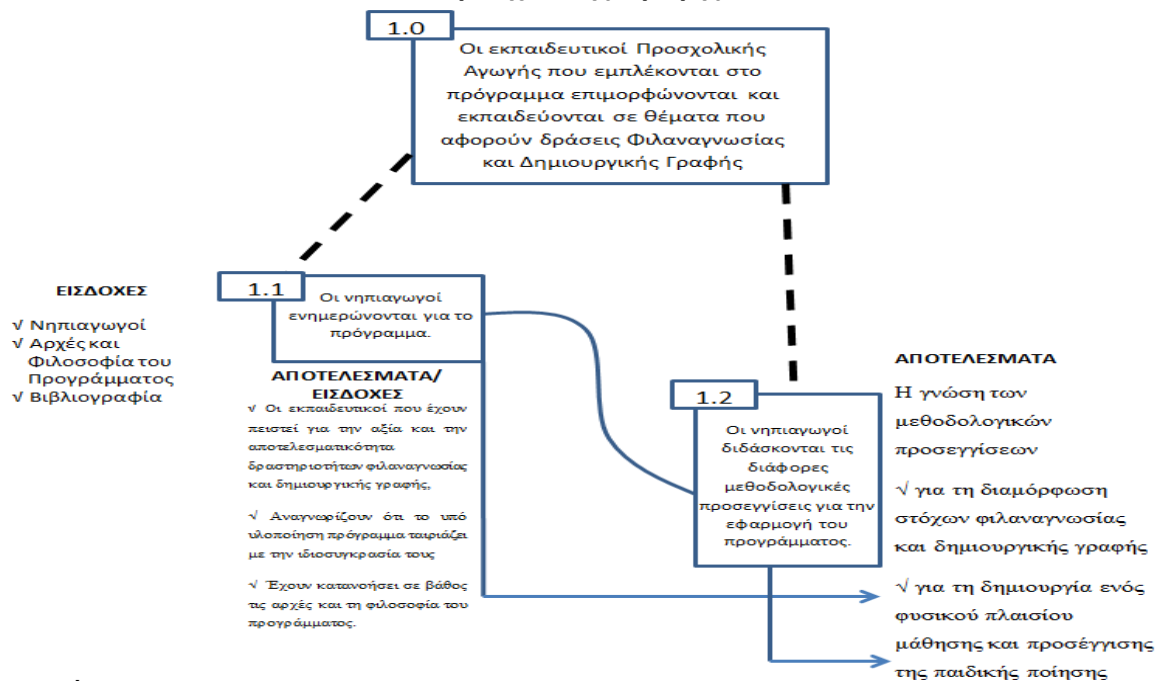 1.0
Οι εκπαιδευτικοί Προσχολικής
Αγωγής που εμπλέκονται στο
πρόγραμμα επιμορφώνονται και
εκπαιδεύονται σε θέματα που
αφορούν δράσεις Φιλαναγνωσίας
και Δημιουργικής Γραφής
ΕΙΣΔΟΧΕΣ
√ Νηπιαγωγοί
√ Αρχές και
Φιλοσοφία του
Προγράμματος
√ Βιβλιογραφία
1.1
Οι νηπιαγωγοί
ενημερώνονται για το
πρόγραμμα.
ΑΠΟΤΕΛΕΣΜΑΤΑ/
ΕΙΣΔΟΧΕΣ
√ Οι εκπαιδευτικοί που έχουν
πειστεί για την αξία και την
αποτελεσματικότητα
δραστηριοτήτων φιλαναγνωσίας
και δημιουργικής γραφής,
√ Αναγνωρίζουν ότι το υπό
υλοποίηση πρόγραμμα ταιριάζει
με την ιδιοσυγκρασία τους
√ Έχουν κατανοήσει σε βάθος
τις αρχές και τη φιλοσοφία του
προγράμματος.
1.2
Οι νηπιαγωγοί
διδάσκονται τις
διάφορες
μεθοδολογικές
προσεγγίσεις για την
εφαρμογή του
προγράμματος.
ΑΠΟΤΕΛΕΣΜΑΤΑ
Η γνώση των
μεθοδολογικών
προσεγγίσεων
√ για τη διαμόρφωση
στόχων φιλαναγνωσίας
και δημιουργικής γραφής
√ για τη δημιουργία ενός
φυσικού πλαισίου
μάθησης και προσέγγισης
της παιδικής ποίησης